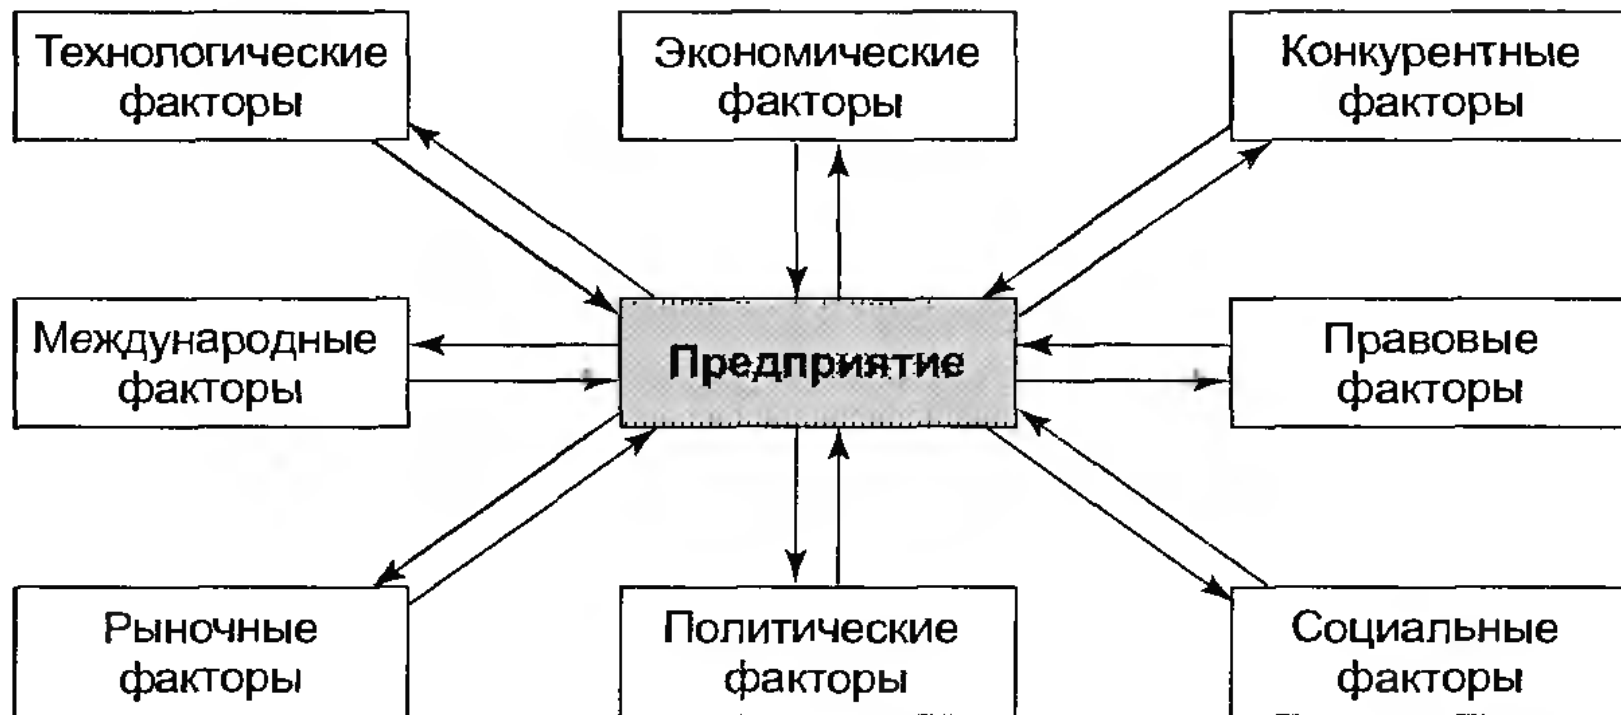 Технологические
факторы
Экономические
факторы
Конкурентные
факторы
Международные
факторы
Предприятие
Правовые
факторы
Рыночные
факторы
Политические
факторы
Социальные
факторы